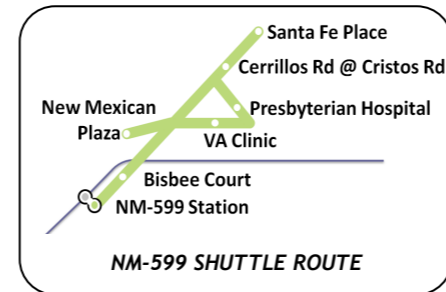 Santa Fe Place
Cerrillos Rd @ Cristos Rd
New Mexican
Plaza
Presbyterian Hospital
VA Clinic
Bisbee Court
NM-599 Station
NM-599 SHUTTLE ROUTE